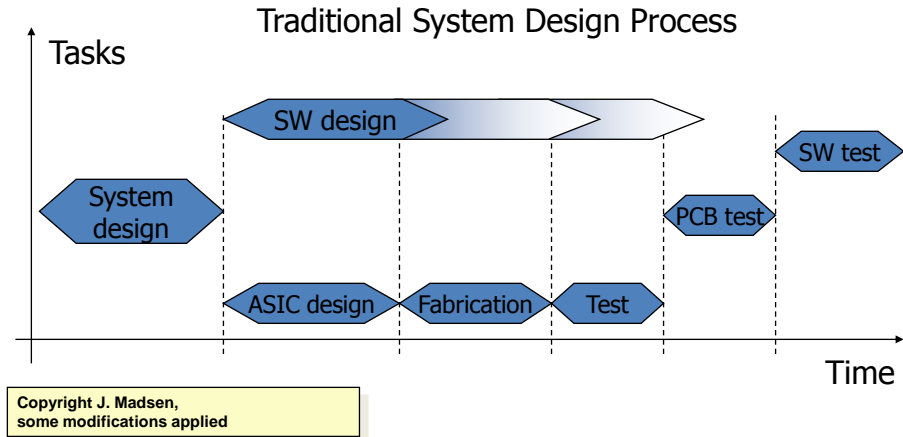 Traditional System Design Process
Tasks
SW design
SW test
System
design
PCB test
ASIC design
Fabrication
Test
Time
Copyright J. Madsen,
some modifications applied